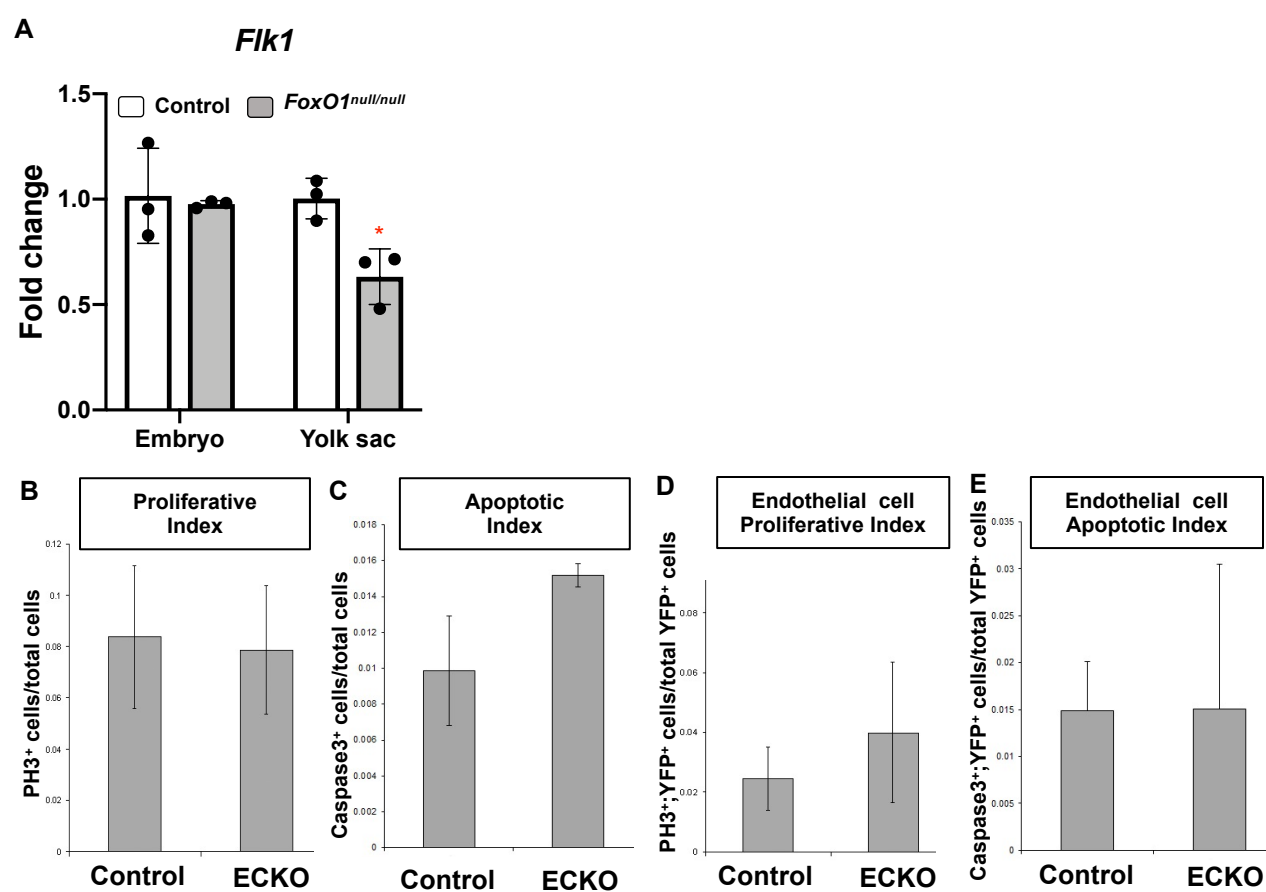 A
Flk1
1.5
Control
FoxO1null/null
1.0
*
0.5
0.0
Fold change
Embryo
Yolk sac
B
Proliferative
Index
0.12
0.1
0.08
0.06
0.04
0.02
0
PH3+ cells/total cells
Control
ECKO
C
Apoptotic
Index
0.018
0.016
0.014
0.012
0.01
0.008
0.006
0.004
0.002
0
Caspase3+ cells/total cells
Control
ECKO
D
Endothelial cell
Proliferative Index
0.08
0.06
0.04
0.02
0
PH3+;YFP+ cells/total YFP+ cells
Control
ECKO
E
Endothelial cell
Apoptotic Index
0.035
0.03
0.025
0.02
0.015
0.01
0.005
0
Caspase3+;YFP+ cells/total YFP+ cells
Control
ECKO